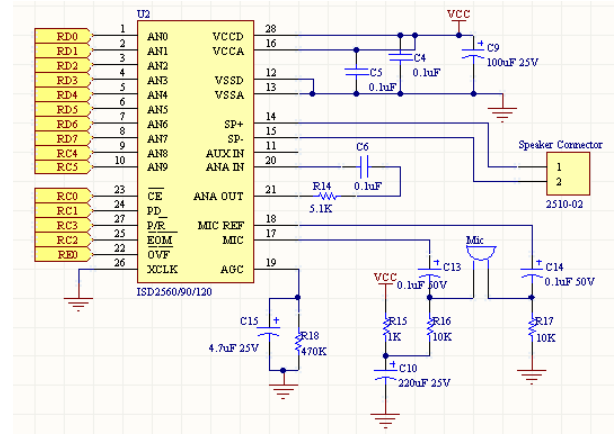 U2
RD0 1 AN0 VCCD 28 VCC
RD1 2 AN1 VCCA 16
RD2 3 AN2 C4 C9
RD3 4 AN3 VSSD 12 C5 0.1uF 100uF 25V
RD4 5 AN4 VSSA 13 0.1uF
RD5 6 AN5
RD6 7 AN6 SP+ 14
RD7 8 AN7 SP- 15 Speaker Connector
RC4 9 AN8 AUX IN 11 C6
RC5 10 AN9 ANA IN 20 1
R14 0.1uF 2
RC0 23 CE ANA OUT 21 5.1K 2510-02
RC1 24 PD
RC3 27 P/R MIC REF 18
RC2 25 EOM MIC 17 Mic
RE0 22 OVF
26 XCLK AGC 19 C13 C14
0.1uF 50V 0.1uF 50V
ISD2560/90/120 VCC
C15 R18 R15 R16 R17
4.7uF 25V 470K 1K 10K 10K
C10
220uF 25V